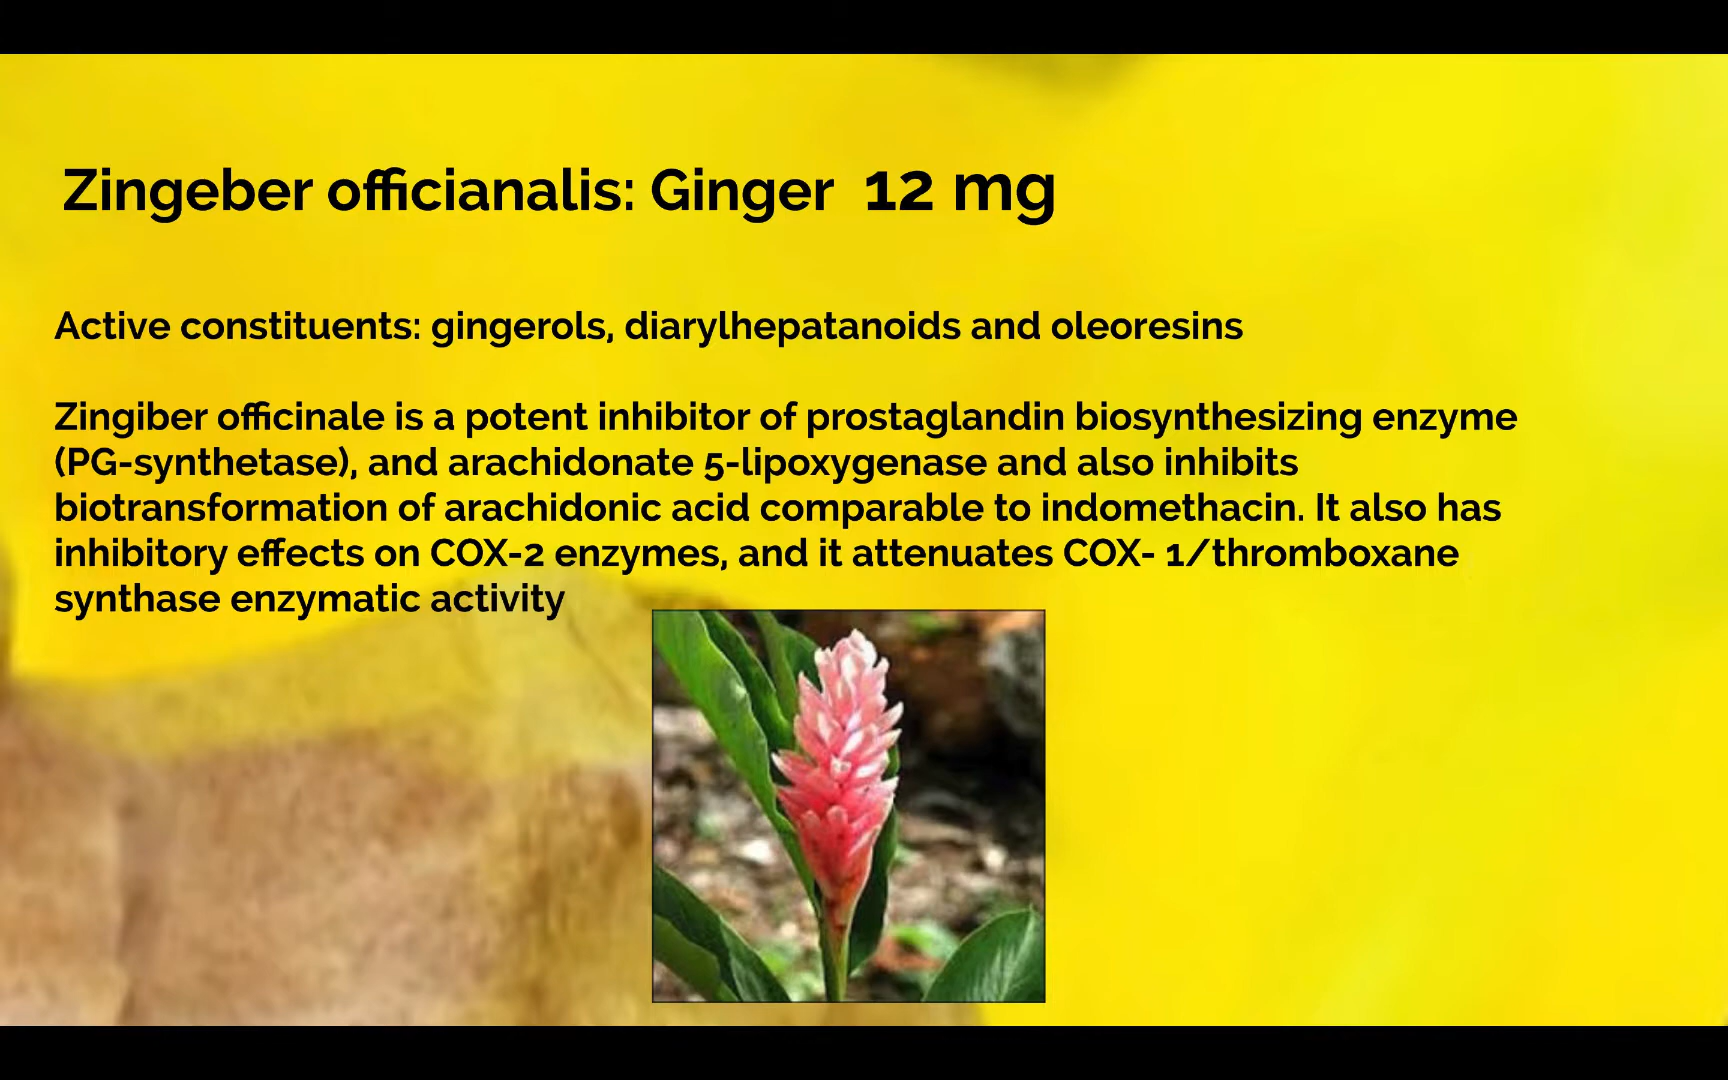 Zingeber officianalis: Ginger 12 mg
Active constituents: gingerols, diarylhepatanoids and oleoresins
Zingiber officinale is a potent inhibitor of prostaglandin biosynthesizing enzyme
(PG-synthetase), and arachidonate 5-lipoxygenase and also inhibits
biotransformation of arachidonic acid comparable to indomethacin. It also has
inhibitory effects on COX-2 enzymes, and it attenuates COX- 1/thromboxane
synthase enzymatic activity